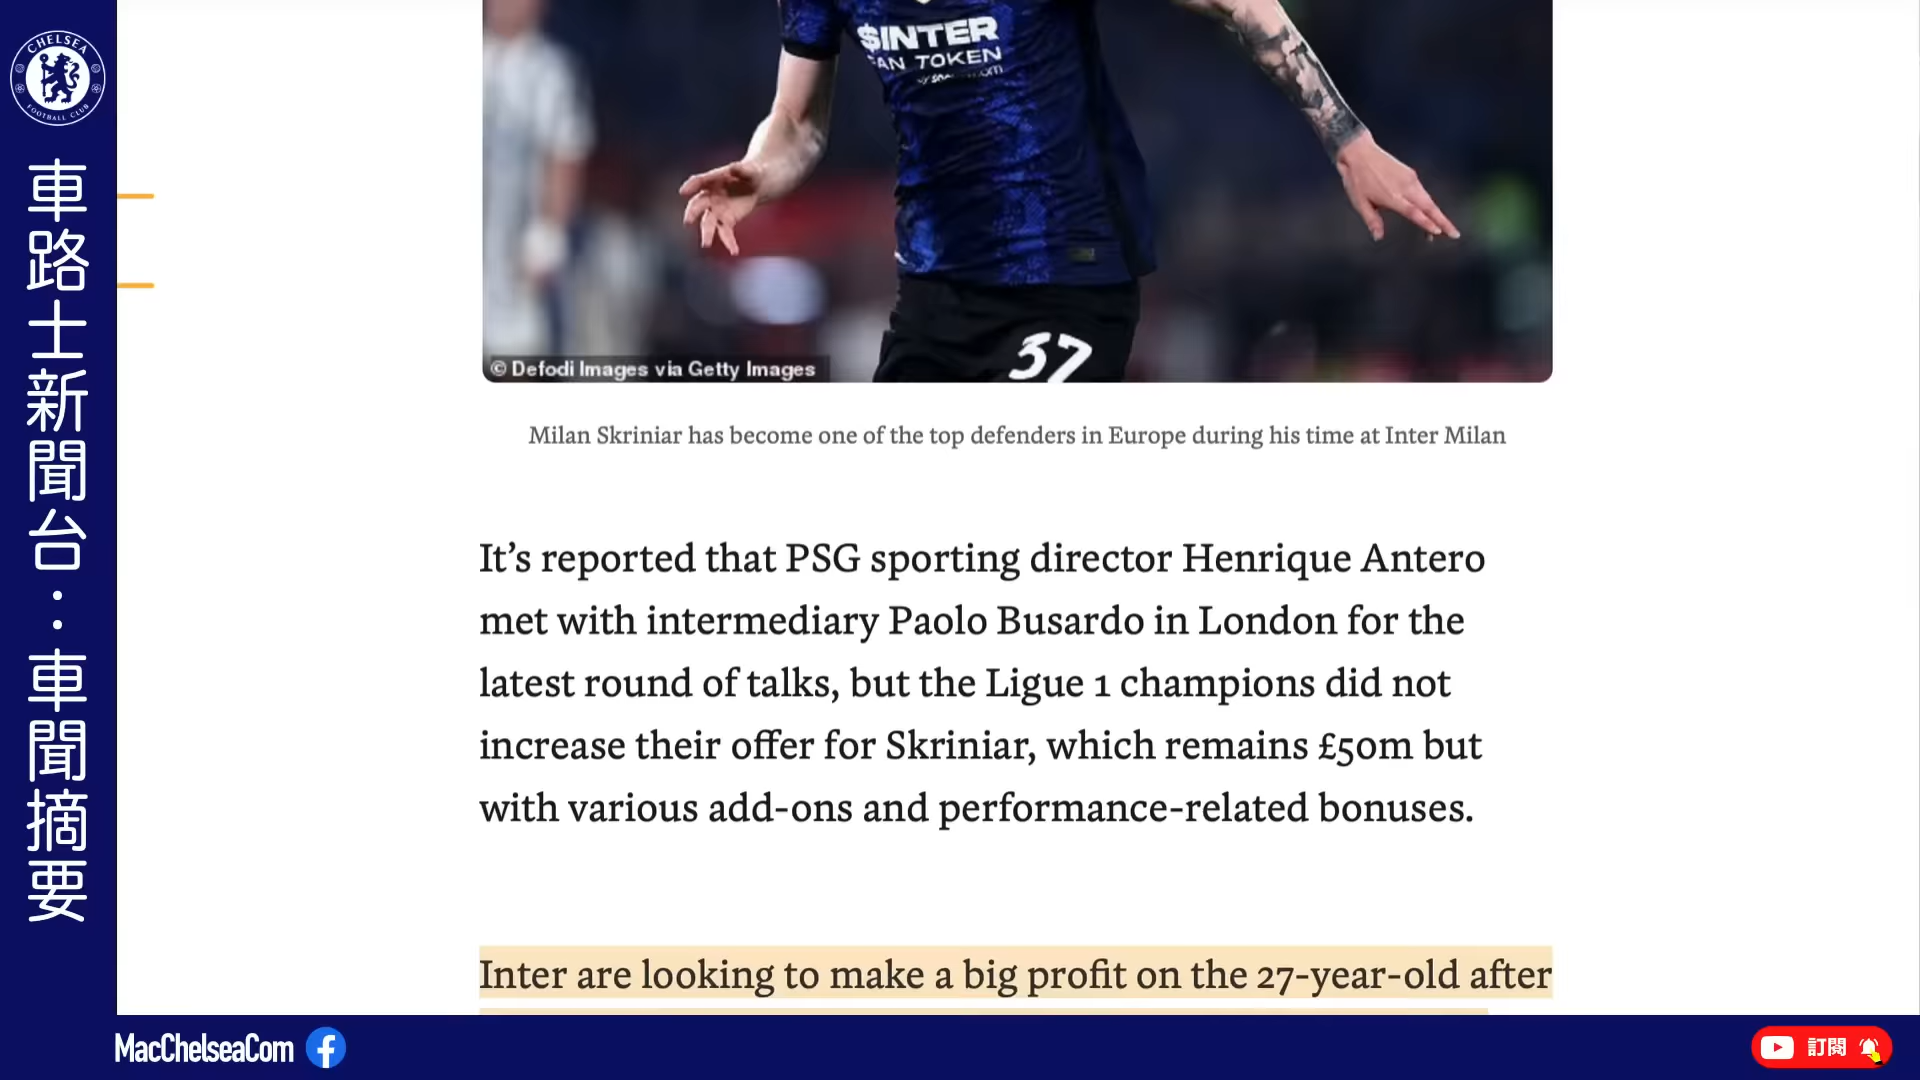 CHELSEA
FOOTBALL CLUB
車路士新聞台：車聞摘要
$INTER
FAN TOKEN
37
© Defodi Images via Getty Images
Milan Skriniar has become one of the top defenders in Europe during his time at Inter Milan
It’s reported that PSG sporting director Henrique Antero
met with intermediary Paolo Busardo in London for the
latest round of talks, but the Ligue 1 champions did not
increase their offer for Skriniar, which remains £50m but
with various add-ons and performance-related bonuses.
Inter are looking to make a big profit on the 27-year-old after
MacChelseaCom
訂閱